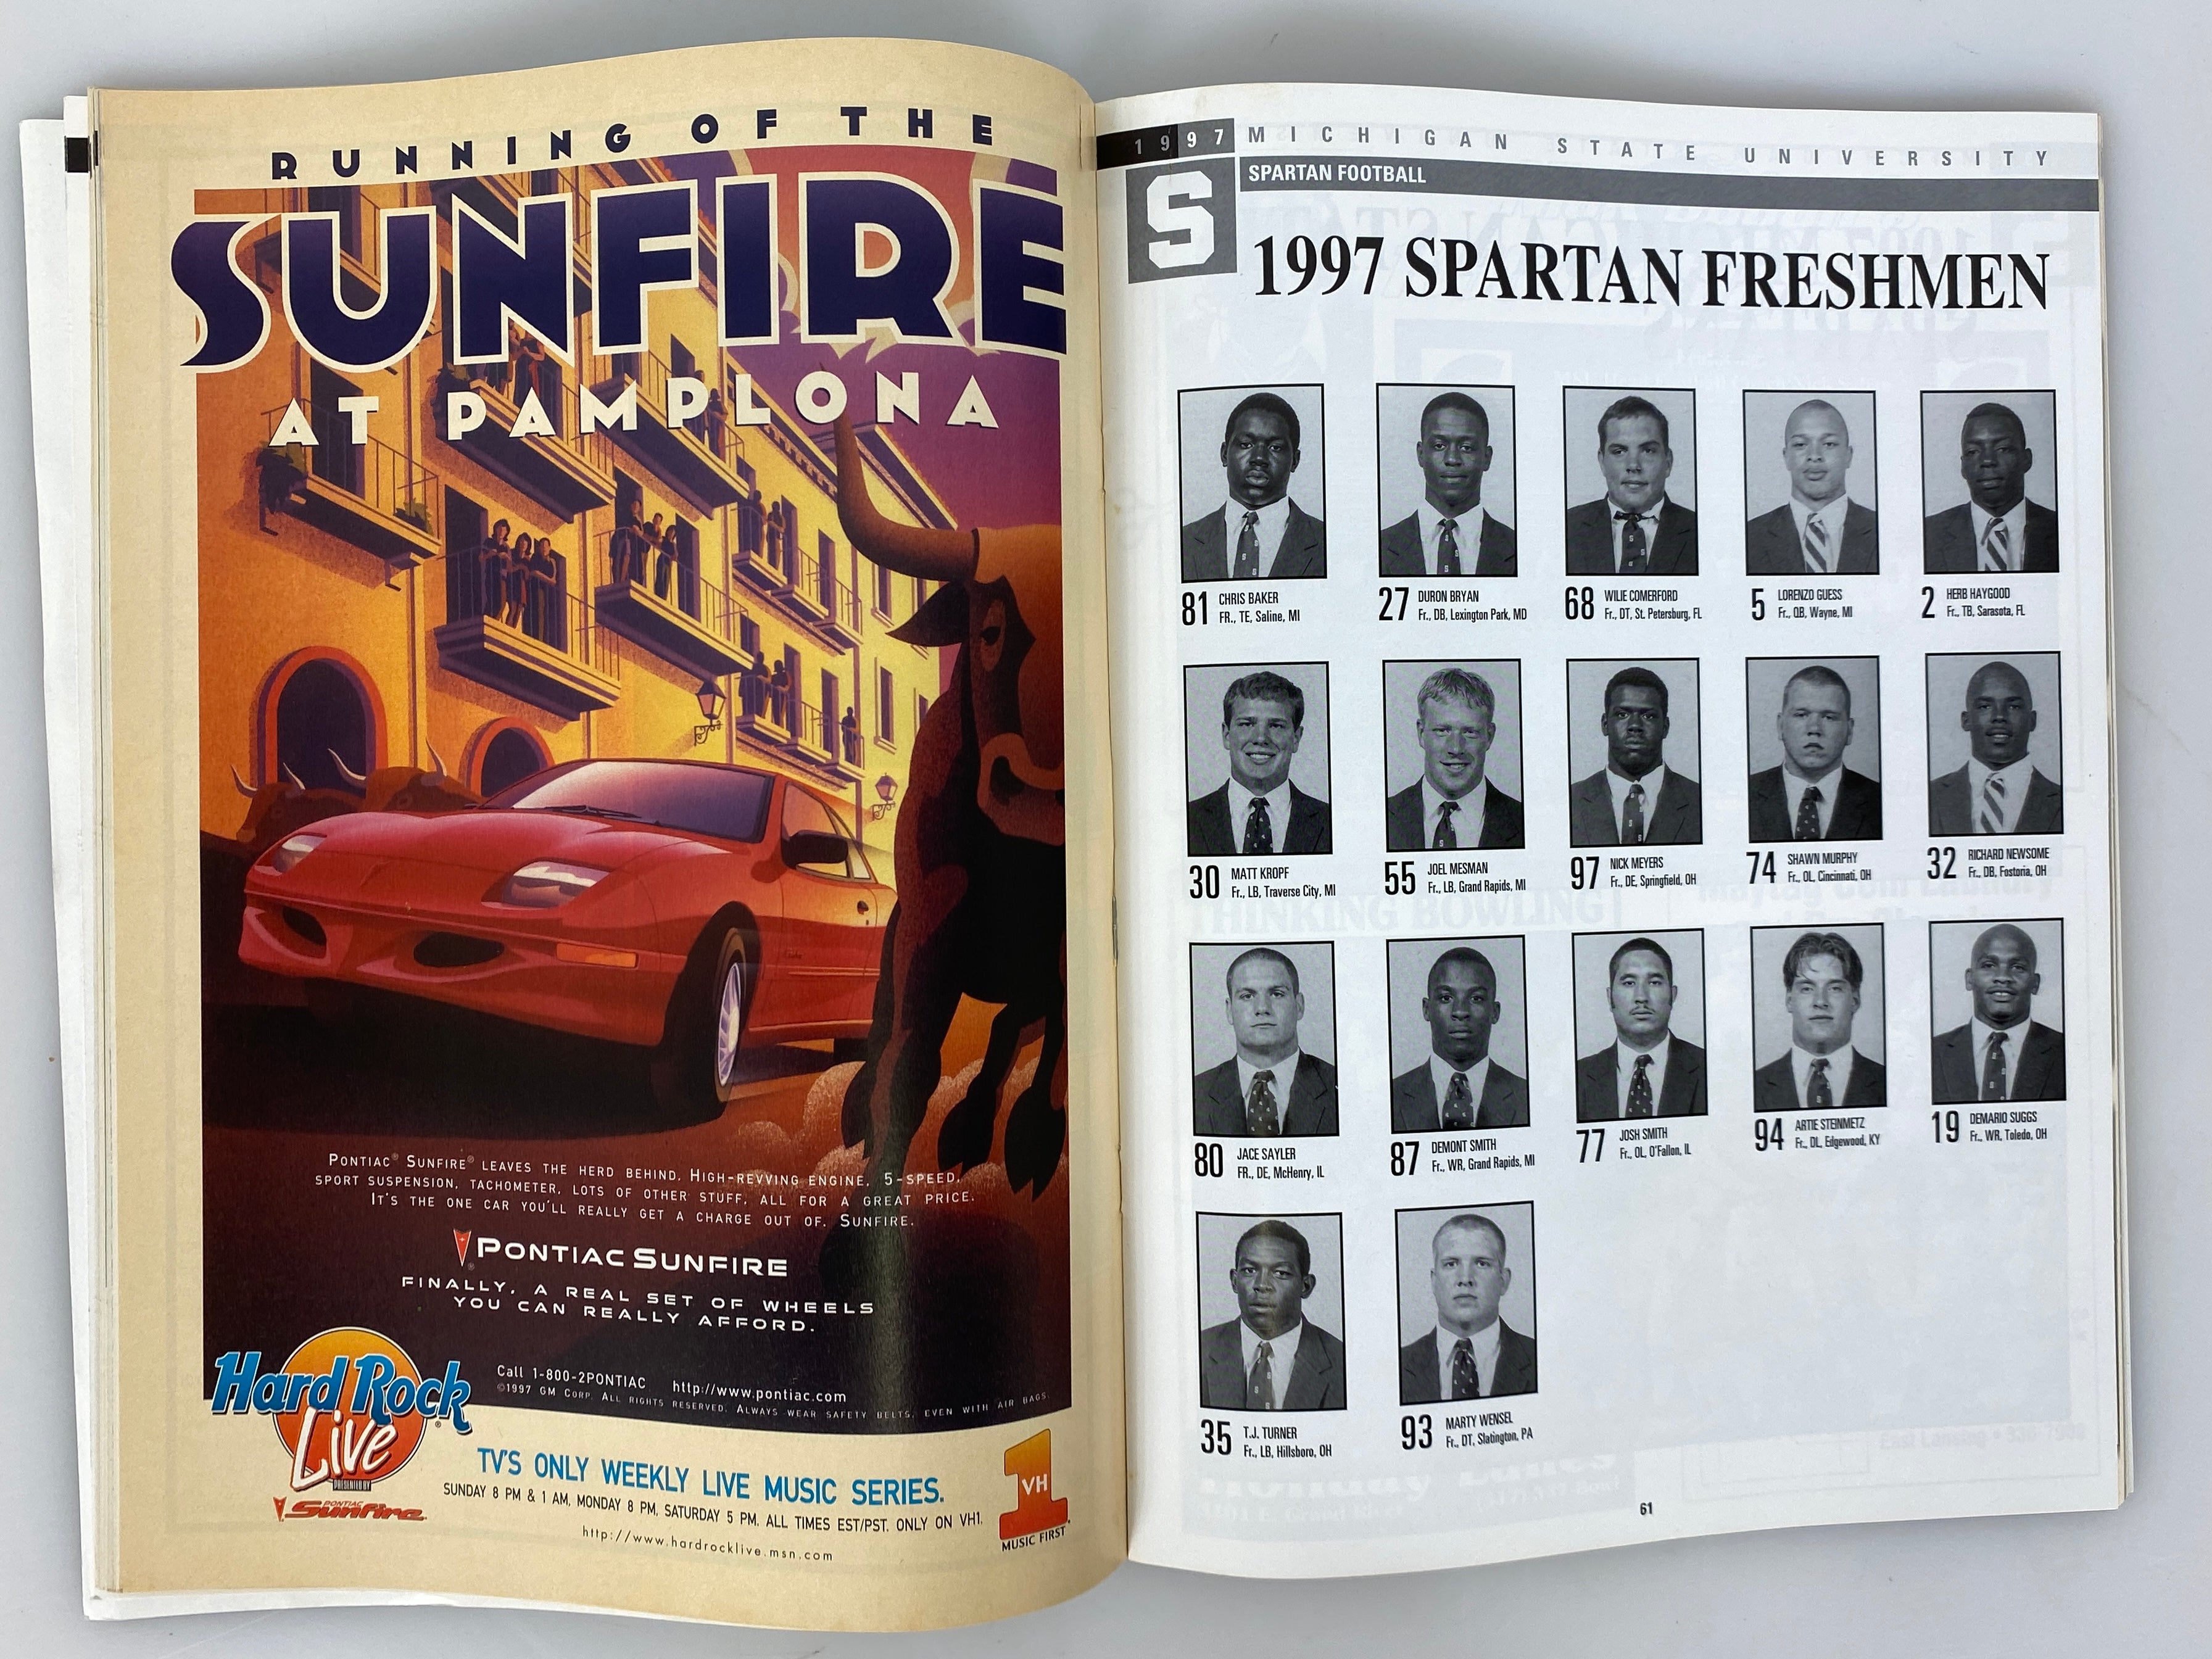 RUNNING OF THE
SUNFIRE
AT PAMPLONA
PONTIAC® SUNFIRE® LEAVES THE HERD BEHIND. HIGH-REVVING ENGINE, 5-SPEED,
SPORT SUSPENSION, TACHOMETER, LOTS OF OTHER STUFF, ALL FOR A GREAT PRICE.
IT'S THE ONE CAR YOU'LL REALLY GET A CHARGE OUT OF. SUNFIRE.
PONTIAC SUNFIRE
®
FINALLY, A REAL SET OF WHEELS
YOU CAN REALLY AFFORD.
Call 1-800-2PONTIAC http://www.pontiac.com
©1997 GM CORP. ALL RIGHTS RESERVED. ALWAYS WEAR SAFETY BELTS, EVEN WITH AIR BAGS.
Hard Rock
Live
®
PRESENTED BY
PONTIAC
Sunfire
TV'S ONLY WEEKLY LIVE MUSIC SERIES.
SUNDAY 8 PM & 1 AM, MONDAY 8 PM, SATURDAY 5 PM. ALL TIMES EST/PST. ONLY ON VH1.
http://www.hardrocklive.msn.com
VH
1
MUSIC FIRST
1997 MICHIGAN STATE UNIVERSITY
S
SPARTAN FOOTBALL
1997 SPARTAN FRESHMEN
81 CHRIS BAKER
FR., TE, Saline, MI
27 DURON BRYAN
Fr., DB, Lexington Park, MD
68 WILIE COMERFORD
Fr., DT, St. Petersburg, FL
5 LORENZO GUESS
Fr., QB, Wayne, MI
2 HERB HAYGOOD
Fr., TB, Sarasota, FL
30 MATT KROPF
Fr., LB, Traverse City, MI
55 JOEL MESMAN
Fr., LB, Grand Rapids, MI
97 NICK MEYERS
Fr., DE, Springfield, OH
74 SHAWN MURPHY
Fr., OL, Cincinnati, OH
32 RICHARD NEWSOME
Fr., DB, Fostoria, OH
80 JACE SAYLER
FR., DE, McHenry, IL
87 DEMONT SMITH
Fr., WR, Grand Rapids, MI
77 JOSH SMITH
Fr., OL, O'Fallon, IL
94 ARTIE STEINMETZ
Fr., DL, Edgewood, KY
19 DEMARIO SUGGS
Fr., WR, Toledo, OH
35 T.J. TURNER
Fr., LB, Hillsboro, OH
93 MARTY WENSEL
Fr., DT, Slatington, PA
61